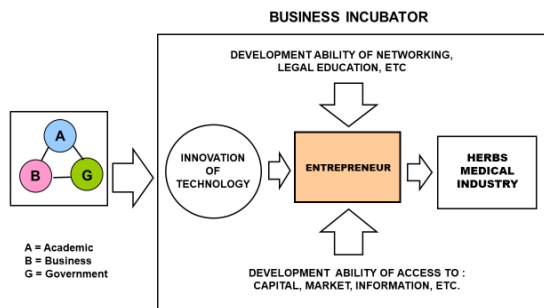 BUSINESS INCUBATOR
DEVELOPMENT ABILITY OF NETWORKING,
LEGAL EDUCATION, ETC
A
B
G
INNOVATION
OF
TECHNOLOGY
ENTREPRENEUR
HERBS
MEDICAL
INDUSTRY
A = Academic
B = Business
G = Government
DEVELOPMENT ABILITY OF ACCESS TO :
CAPITAL, MARKET, INFORMATION, ETC.